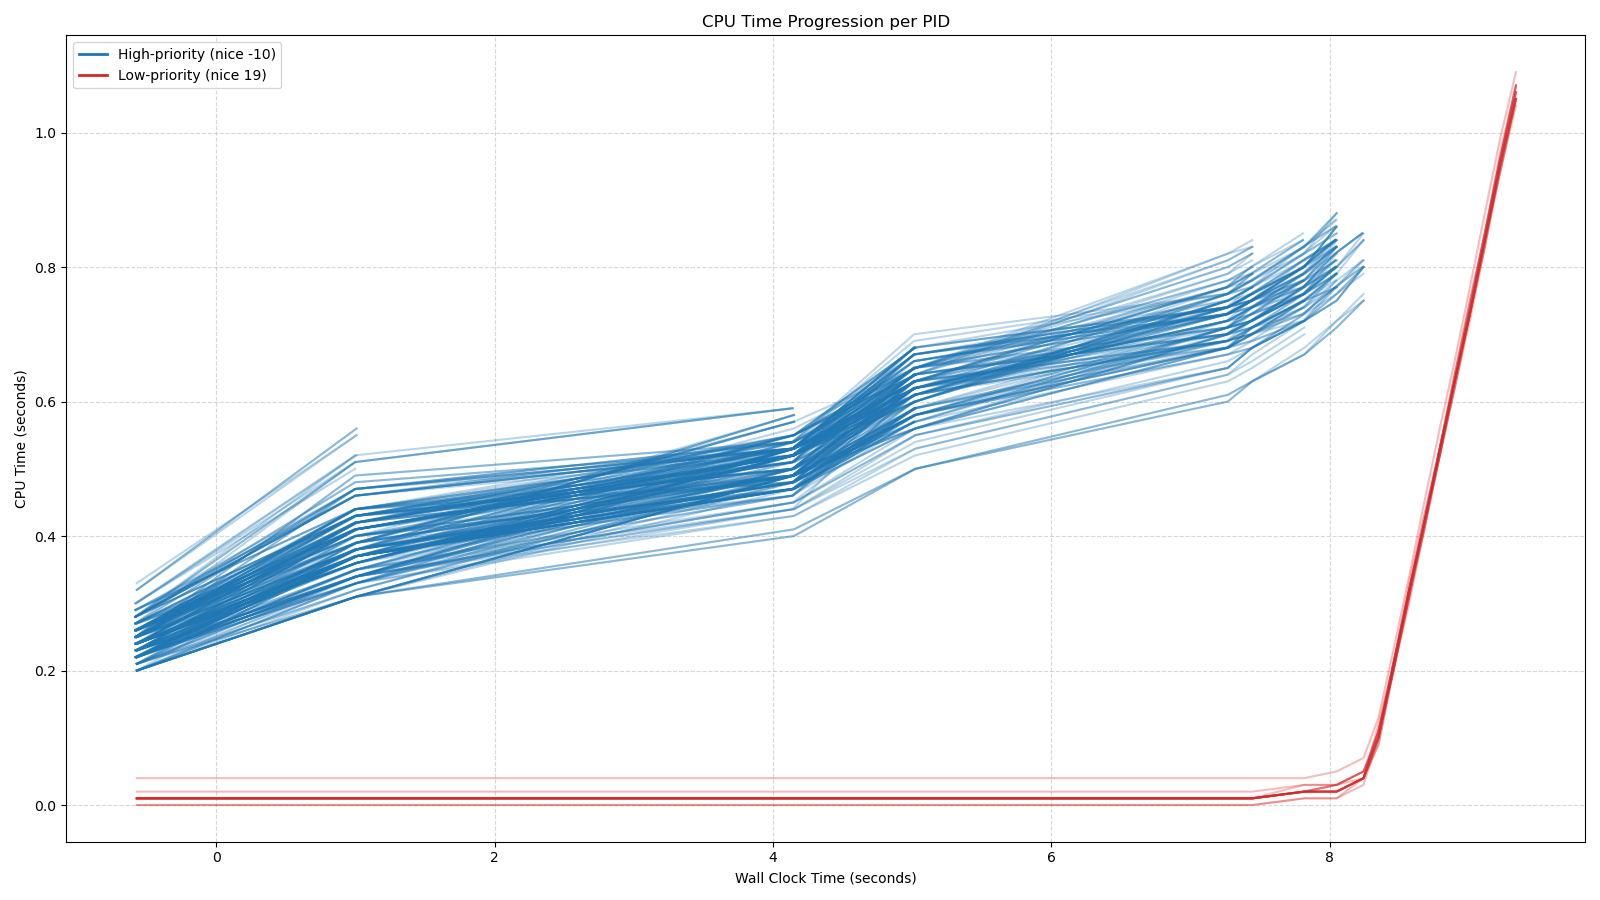 CPU Time Progression per PID
High-priority (nice -10)
Low-priority (nice 19)
CPU Time (seconds)
1.0
0.8
0.6
0.4
0.2
0.0
0 2 4 6 8
Wall Clock Time (seconds)